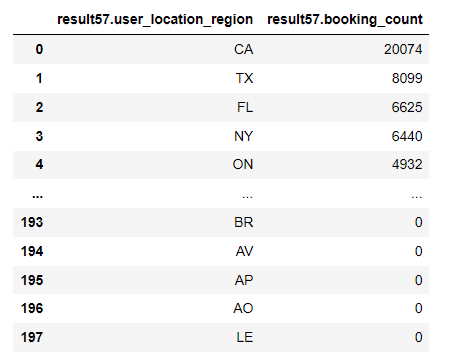 result57.user_location_region result57.booking_count
0 CA 20074
1 TX 8099
2 FL 6625
3 NY 6440
4 ON 4932
... ... ...
193 BR 0
194 AV 0
195 AP 0
196 AO 0
197 LE 0